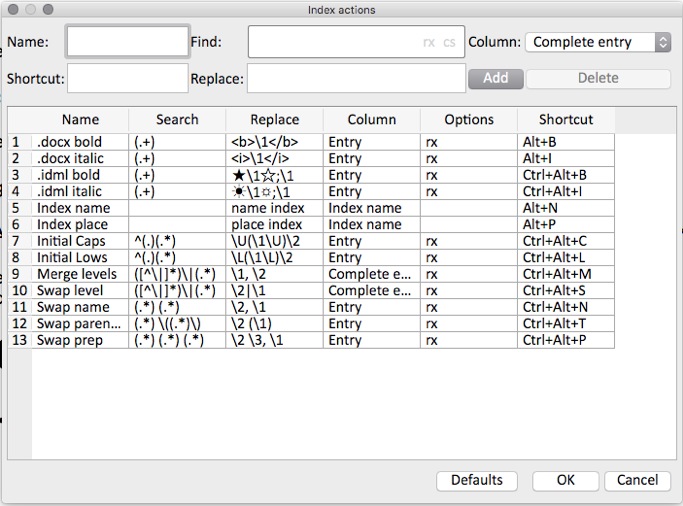 Index actions
Name: Find: rx cs Column: Complete entry
Shortcut: Replace: Add Delete
Name Search Replace Column Options Shortcut
1 .docx bold (.+) <b>\1</b> Entry rx Alt+B
2 .docx italic (.+) <i>\1</i> Entry rx Alt+I
3 .idml bold (.+) ★\1☆;\1 Entry rx Ctrl+Alt+B
4 .idml italic (.+) ☀\1☼;\1 Entry rx Ctrl+Alt+I
5 Index name name index Index name Alt+N
6 Index place place index Index name Alt+P
7 Initial Caps ^(.)(.*) \U(\1\U)\2 Entry rx Ctrl+Alt+C
8 Initial Lows ^(.)(.*) \L(\1\L)\2 Entry rx Ctrl+Alt+L
9 Merge levels ([^\|]*)\|(.*) \1, \2 Complete e... rx Ctrl+Alt+M
10 Swap level ([^\|]*)\|(.*) \2|\1 Complete e... rx Ctrl+Alt+S
11 Swap name (.*) (.*) \2, \1 Entry rx Ctrl+Alt+N
12 Swap paren... (.*) \((.*)\) \2 (\1) Entry rx Ctrl+Alt+T
13 Swap prep (.*) (.*) (.*) \2 \3, \1 Entry rx Ctrl+Alt+P
Defaults OK Cancel